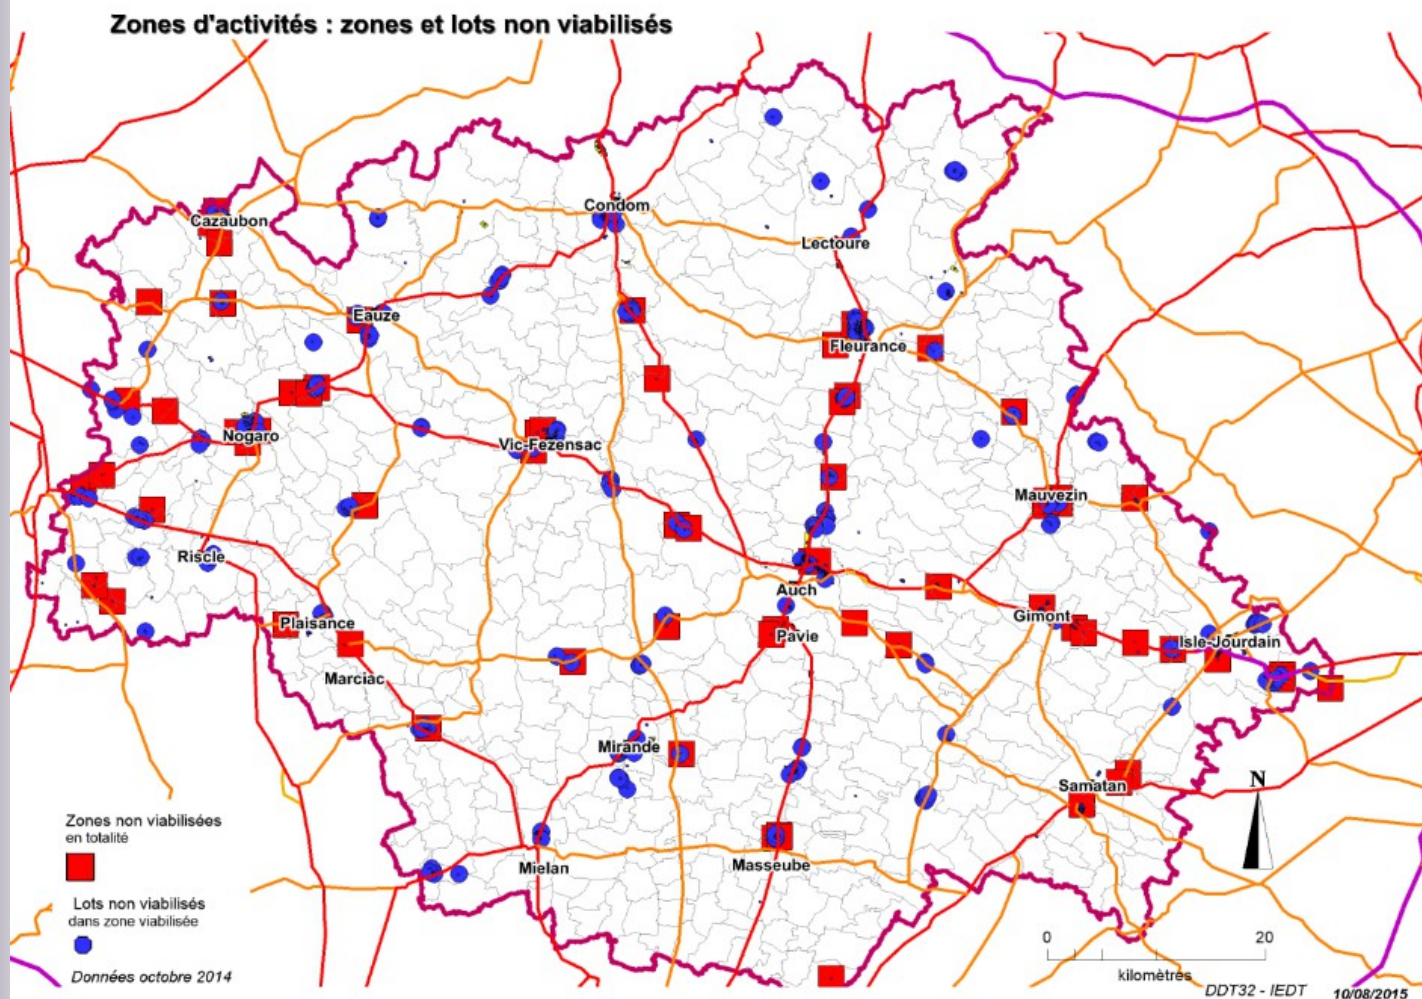 Zones d'activités : zones et lots non viabilisés
Condom
Cazaubon
Lectoure
Eauze
Fleurance
Nogaro
Vic-Fezensac
Mauvezin
Riscle
Auch
Gimont
Plaisance
Pavie
Isle-Jourdain
Marciac
Mirande
Samatan
N
Zones non viabilisées
en totalité
Mielan
Masseube
Lots non viabilisés
dans zone viabilisée
0 20
kilomètres
Données octobre 2014
DDT32 - IEDT 10/08/2015